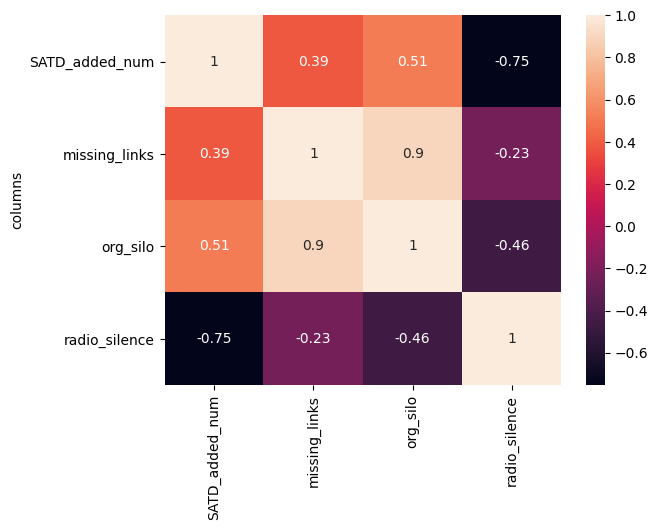 columns
SATD_added_num 1 0.39 0.51 -0.75
missing_links 0.39 1 0.9 -0.23
org_silo 0.51 0.9 1 -0.46
radio_silence -0.75 -0.23 -0.46 1
SATD_added_num
missing_links
org_silo
radio_silence
1.0
0.8
0.6
0.4
0.2
0.0
−0.2
−0.4
−0.6